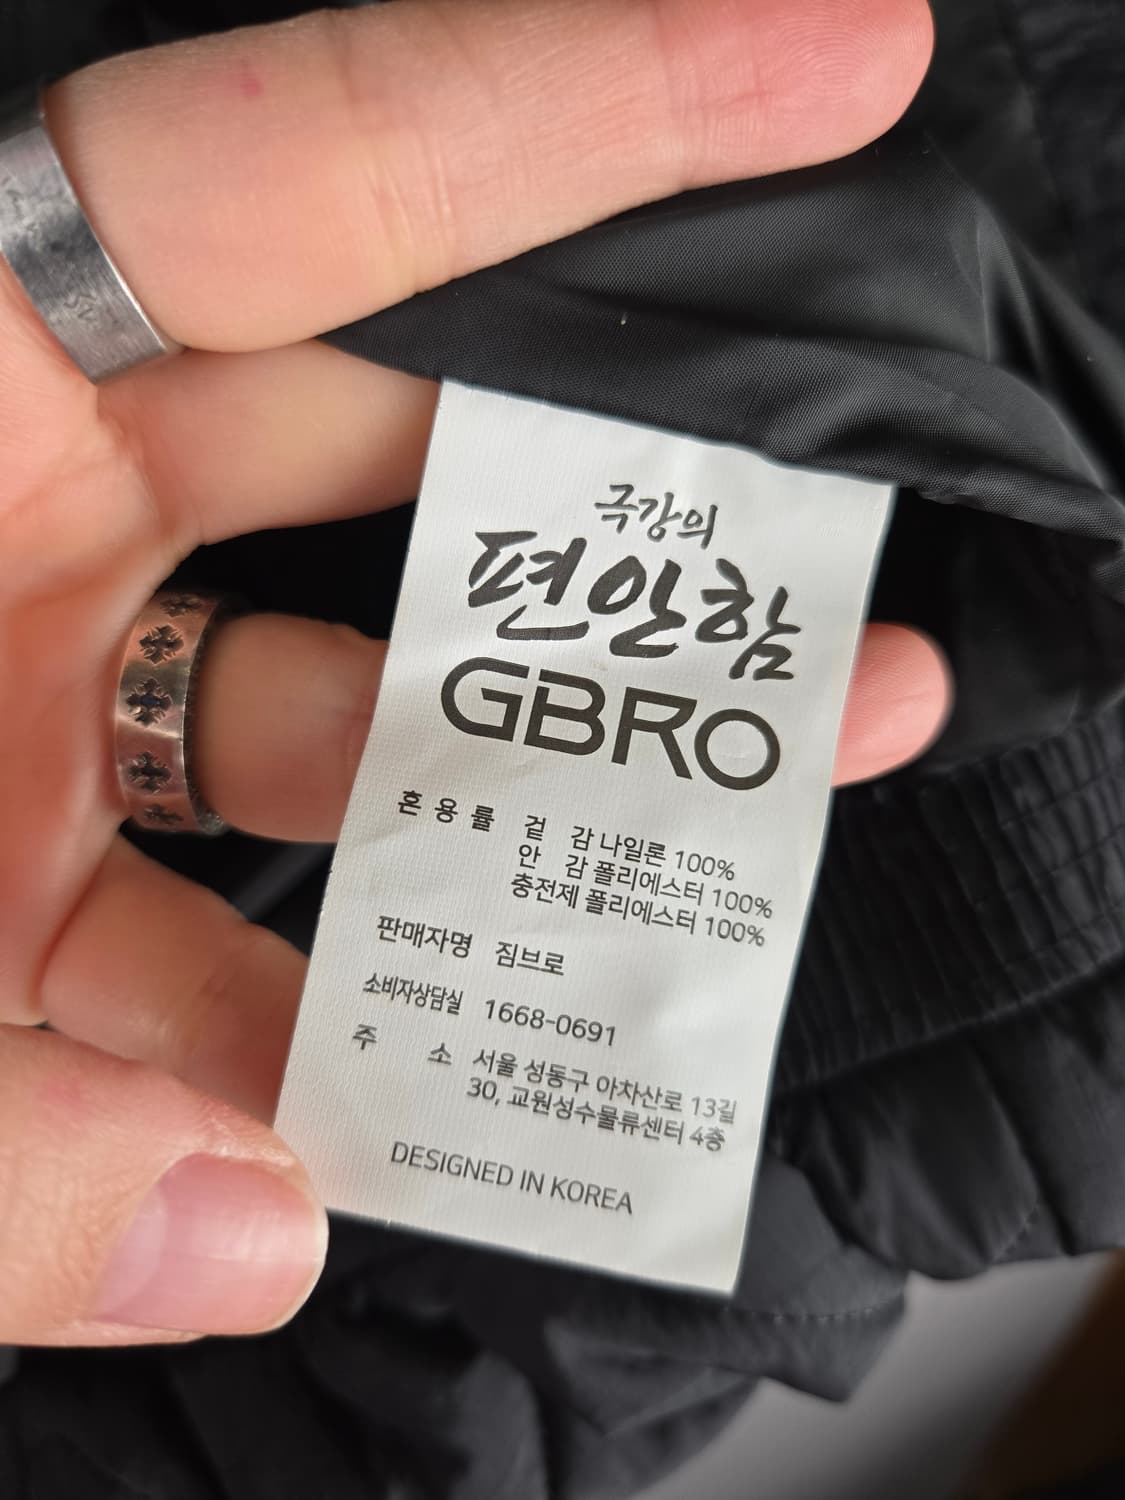 극강의
편안함
GBRO
혼용률 겉 감 나일론 100%
안 감 폴리에스터 100%
충전제 폴리에스터 100%
판매자명 짐브로
소비자상담실 1668-0691
주 소 서울 성동구 아차산로 13길
30, 교원성수물류센터 4층
DESIGNED IN KOREA